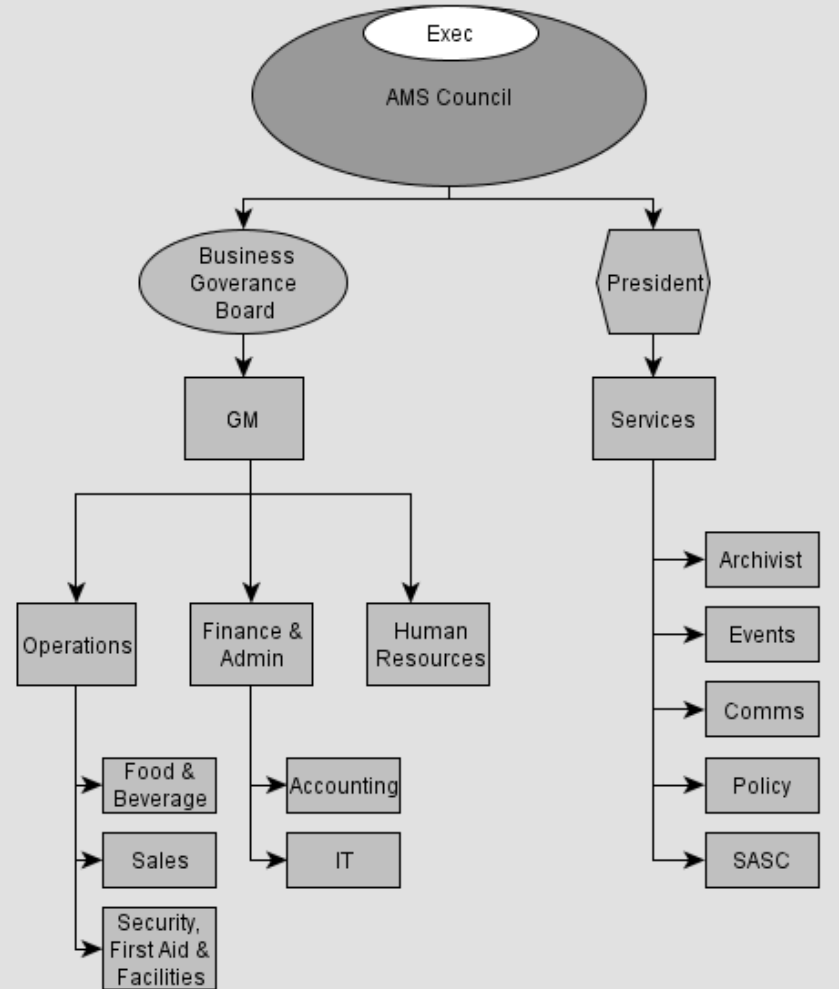 Exec
AMS Council
Business
Goverance
Board
President
GM
Services
Archivist
Operations
Finance &
Admin
Human
Resources
Events
Comms
Food &
Beverage
Accounting
Policy
Sales
IT
SASC
Security,
First Aid &
Facilities